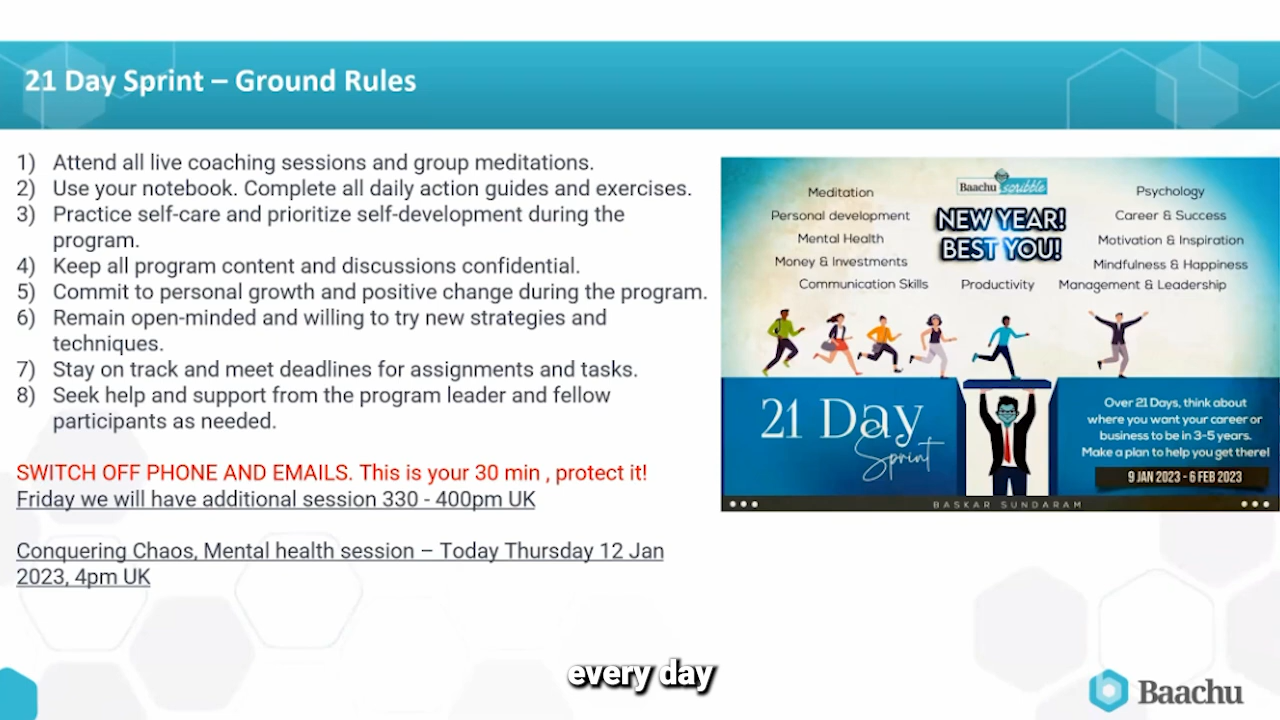 21 Day Sprint – Ground Rules
1) Attend all live coaching sessions and group meditations.
2) Use your notebook. Complete all daily action guides and exercises.
3) Practice self-care and prioritize self-development during the
program.
4) Keep all program content and discussions confidential.
5) Commit to personal growth and positive change during the program.
6) Remain open-minded and willing to try new strategies and
techniques.
7) Stay on track and meet deadlines for assignments and tasks.
8) Seek help and support from the program leader and fellow
participants as needed.
SWITCH OFF PHONE AND EMAILS. This is your 30 min , protect it!
Friday we will have additional session 330 - 400pm UK
Conquering Chaos, Mental health session – Today Thursday 12 Jan
2023, 4pm UK
Baachu scribble
NEW YEAR!
BEST YOU!
Meditation
Personal development
Mental Health
Money & Investments
Communication Skills
Productivity
Psychology
Career & Success
Motivation & Inspiration
Mindfulness & Happiness
Management & Leadership
21 Day
Sprint
Over 21 Days, think about
where you want your career or
business to be in 3-5 years.
Make a plan to help you get there!
9 JAN 2023 - 6 FEB 2023
BASKAR SUNDARAM
every day
Baachu